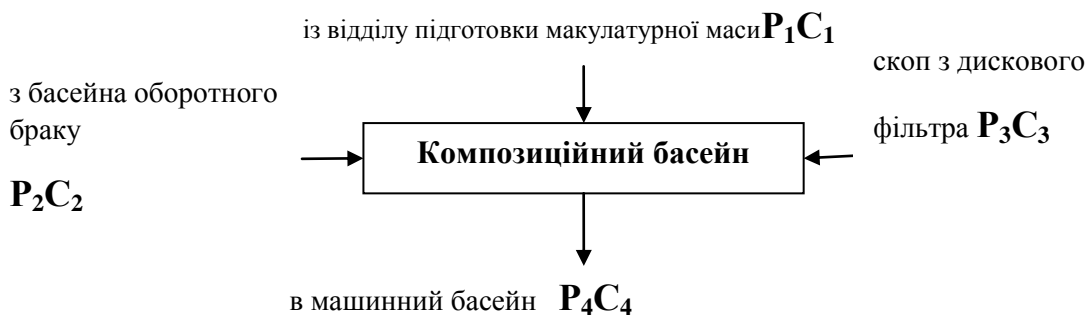 із відділу підготовки макулатурної маси P₁C₁
скоп з дискового
фільтра P₃C₃
з басейна оборотного
браку
P₂C₂
Композиційний басейн
в машинний басейн P₄C₄